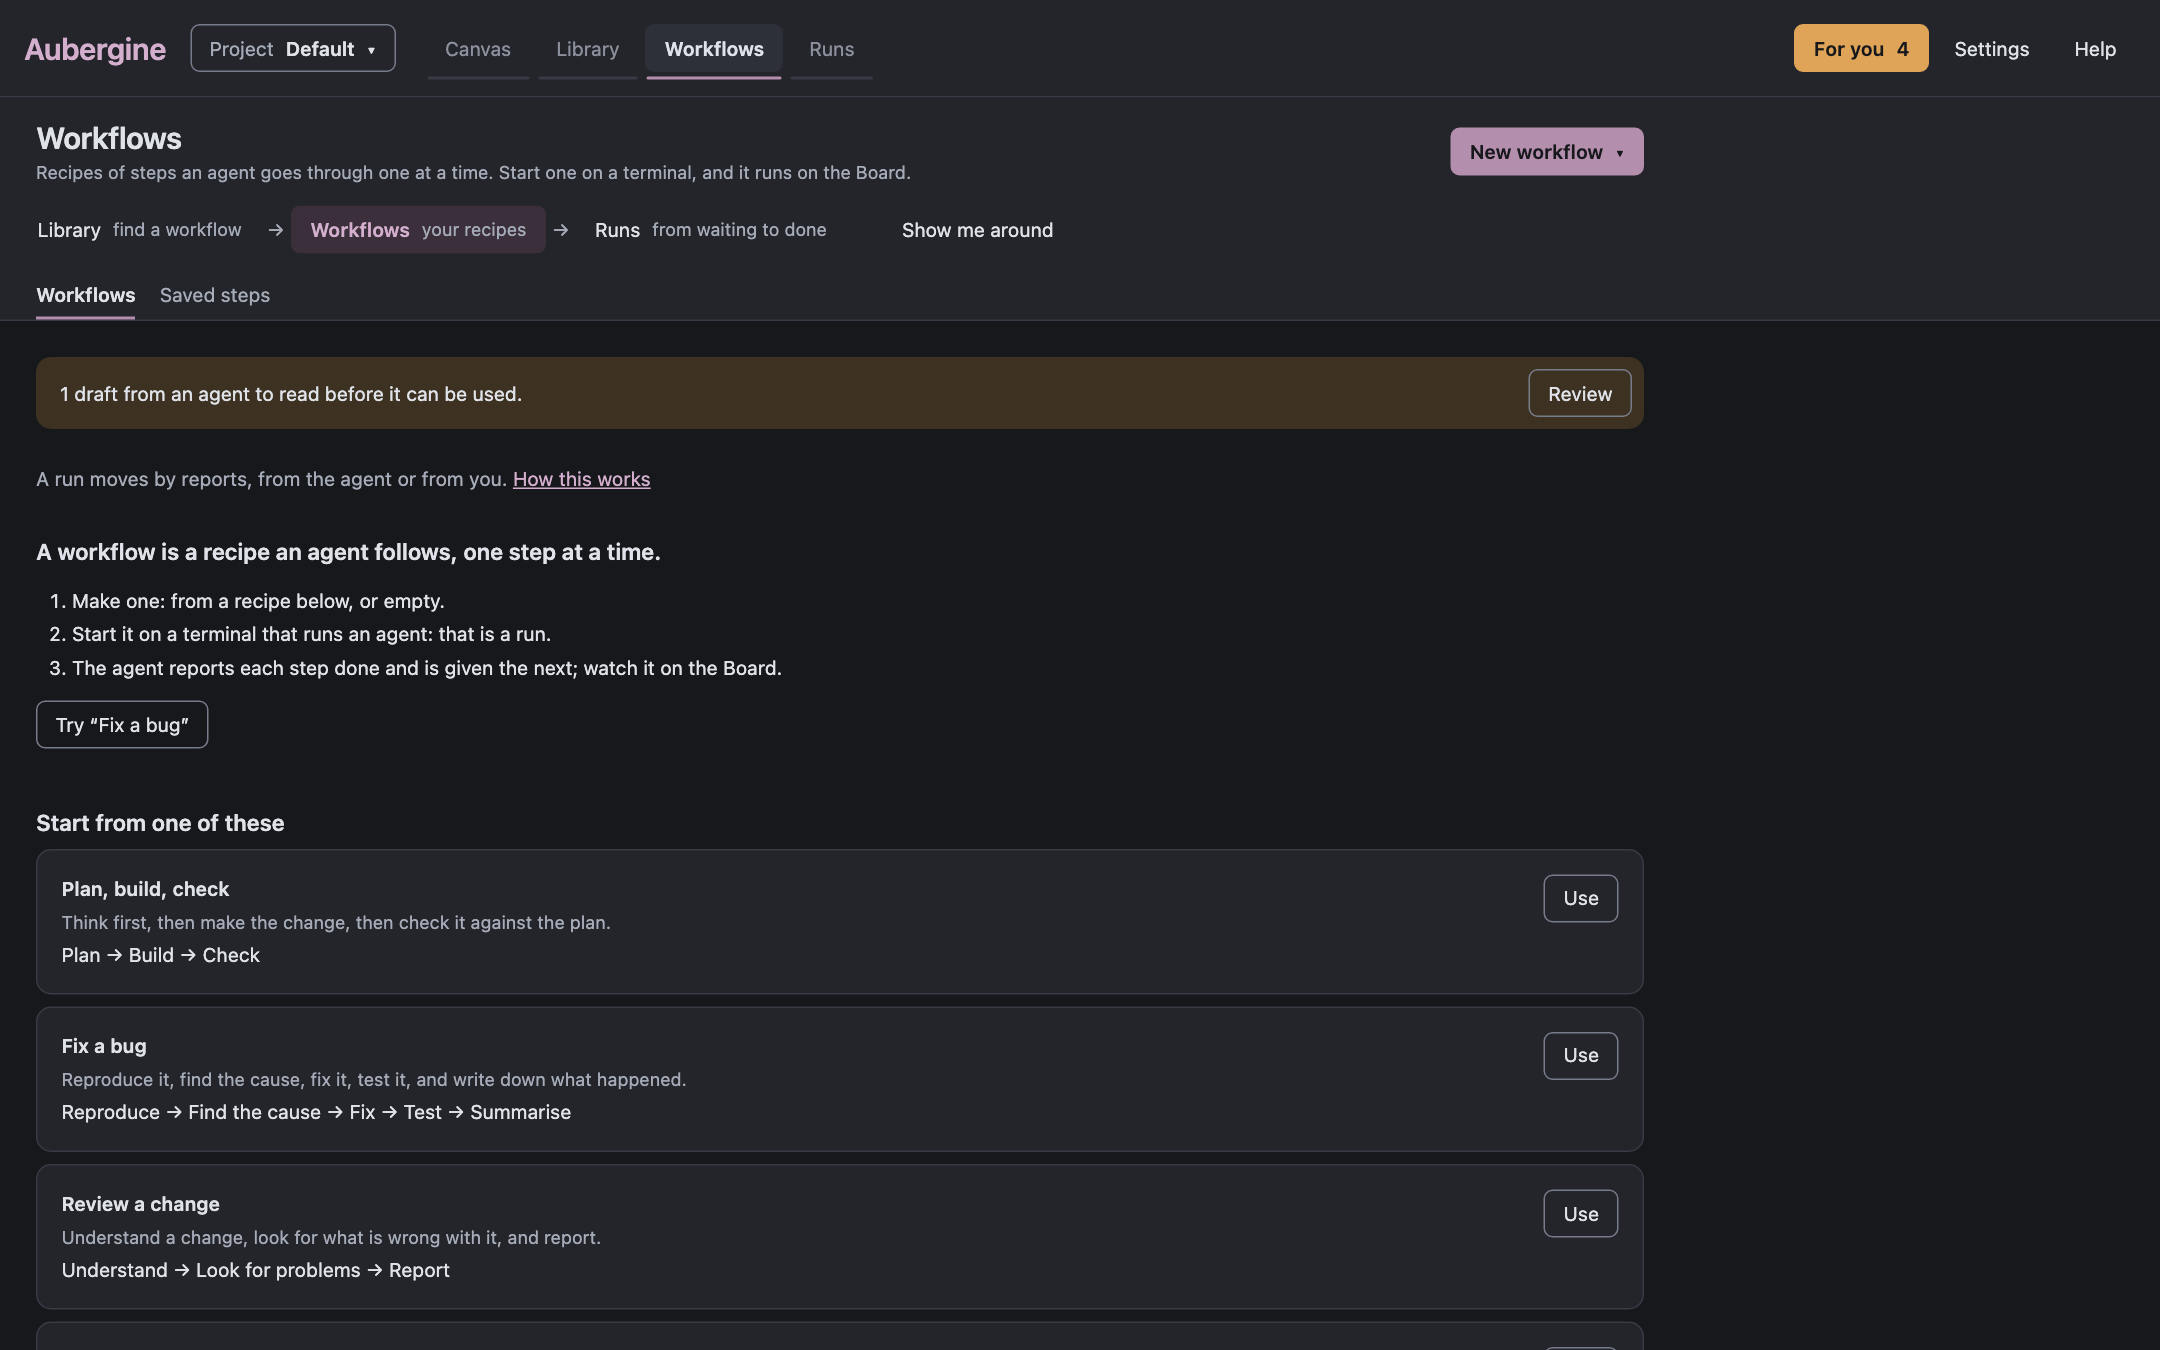 Aubergine Project Default ▾ Canvas Library Workflows Runs For you 4 Settings Help
Workflows
New workflow ▾
Recipes of steps an agent goes through one at a time. Start one on a terminal, and it runs on the Board.
Library find a workflow → Workflows your recipes → Runs from waiting to done Show me around
Workflows Saved steps
1 draft from an agent to read before it can be used. Review
A run moves by reports, from the agent or from you. How this works
A workflow is a recipe an agent follows, one step at a time.
1. Make one: from a recipe below, or empty.
2. Start it on a terminal that runs an agent: that is a run.
3. The agent reports each step done and is given the next; watch it on the Board.
Try “Fix a bug”
Start from one of these
Plan, build, check
Use
Think first, then make the change, then check it against the plan.
Plan → Build → Check
Fix a bug
Use
Reproduce it, find the cause, fix it, test it, and write down what happened.
Reproduce → Find the cause → Fix → Test → Summarise
Review a change
Use
Understand a change, look for what is wrong with it, and report.
Understand → Look for problems → Report